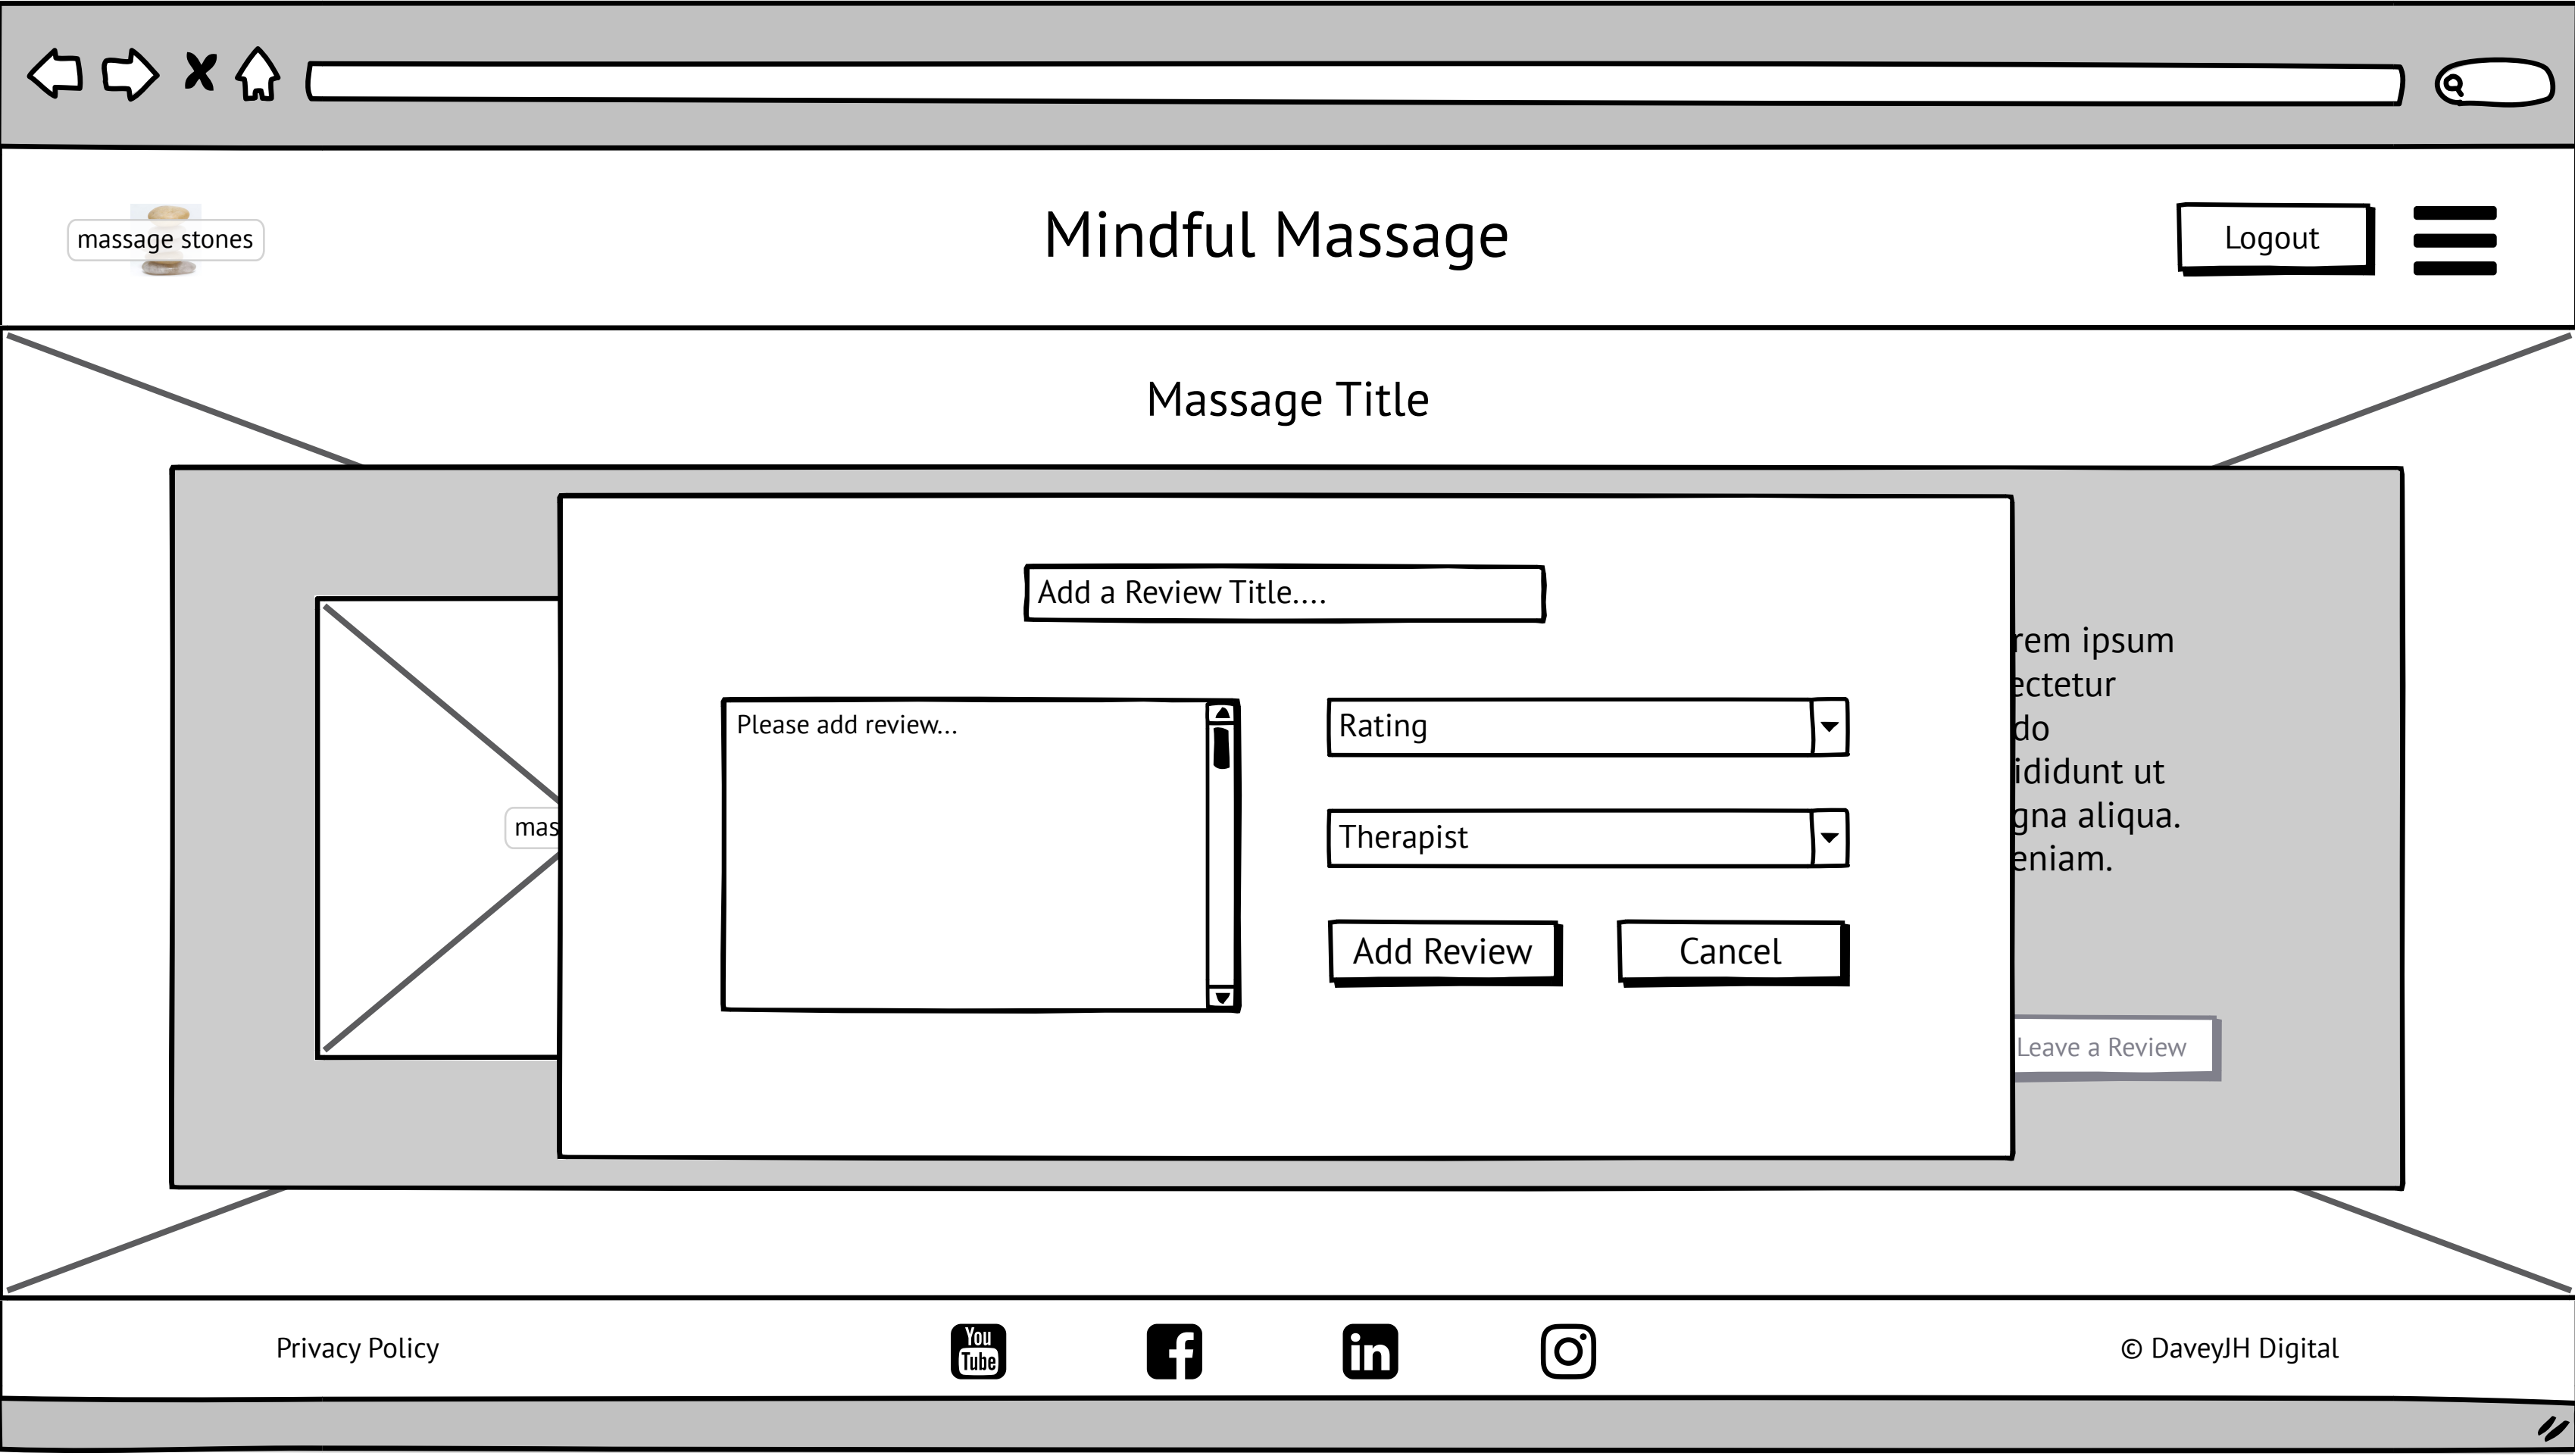 massage stones
Mindful Massage
Logout
Massage Title
Add a Review Title....
Please add review...
Rating
Therapist
Add Review
Cancel
mas
rem ipsum
ectetur
do
ididunt ut
gna aliqua.
eniam.
Leave a Review
Privacy Policy
You
Tube
f
in
© DaveyJH Digital